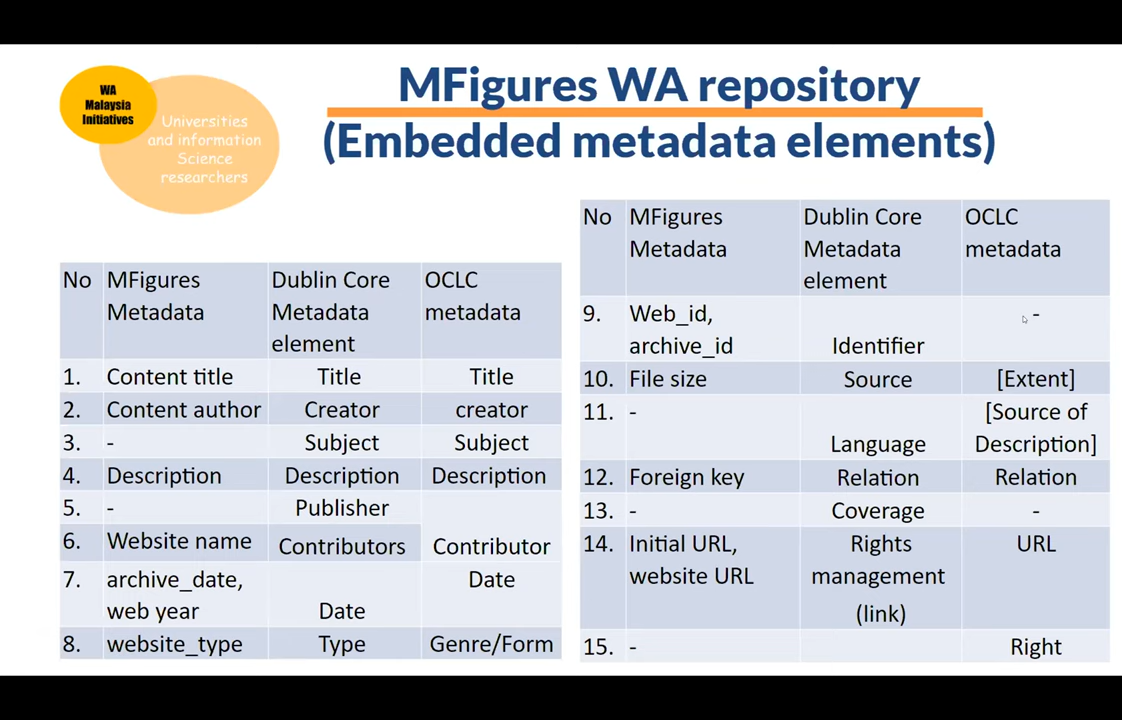 WA
Malaysia
Initiatives
Universities
and information
Science
researchers
MFigures WA repository
(Embedded metadata elements)
No MFigures Metadata Dublin Core Metadata element OCLC metadata
1. Content title Title Title
2. Content author Creator creator
3. - Subject Subject
4. Description Description Description
5. - Publisher
6. Website name Contributors Contributor
7. archive_date, web year Date Date
8. website_type Type Genre/Form
No MFigures Metadata Dublin Core Metadata element OCLC metadata
9. Web_id, archive_id Identifier -
10. File size Source [Extent]
11. - Language [Source of Description]
12. Foreign key Relation Relation
13. - Coverage -
14. Initial URL, website URL Rights management (link) URL
15. - Right